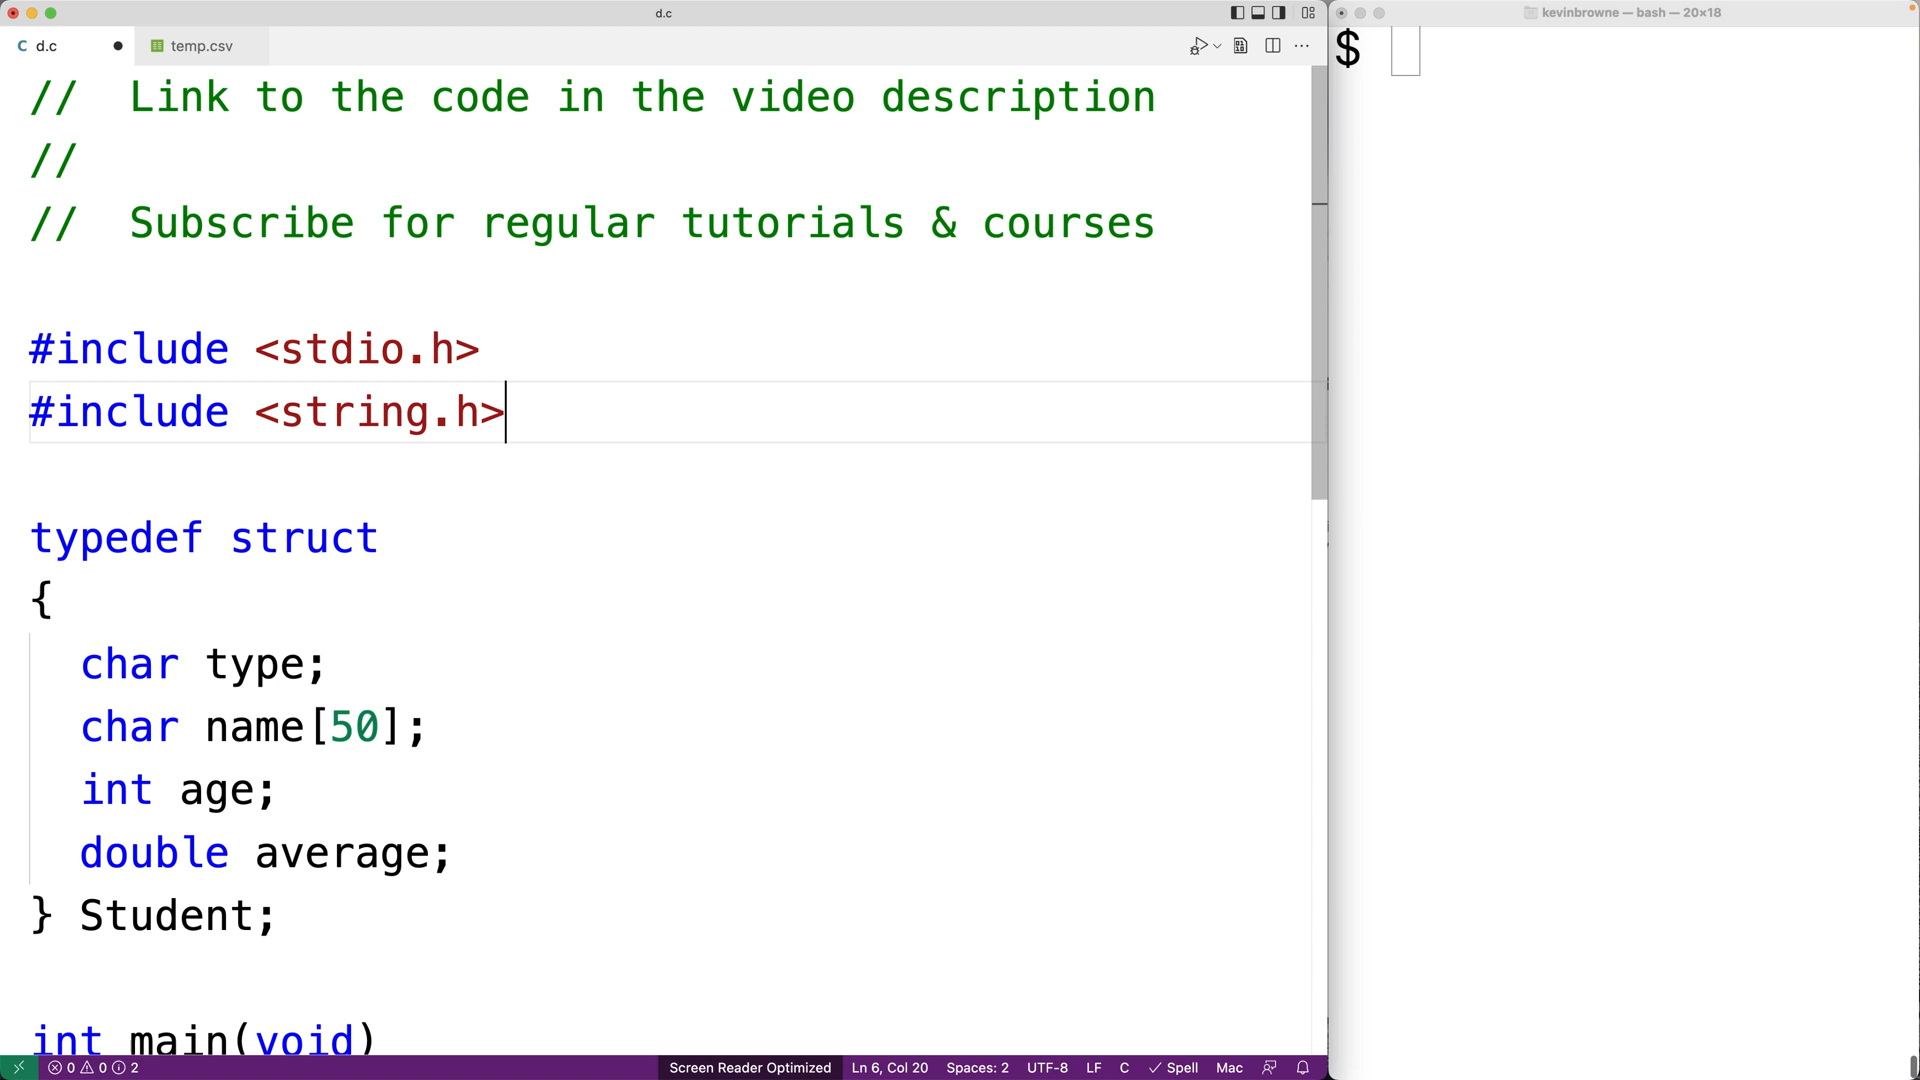 d.c
C d.c
temp.csv
kevinbrowne — bash — 20×18
$
// Link to the code in the video description
//
// Subscribe for regular tutorials & courses
#include <stdio.h>
#include <string.h>
typedef struct
{
char type;
char name[50];
int age;
double average;
} Student;
int main(void)
0 0 2 Screen Reader Optimized Ln 6, Col 20 Spaces: 2 UTF-8 LF C Spell Mac